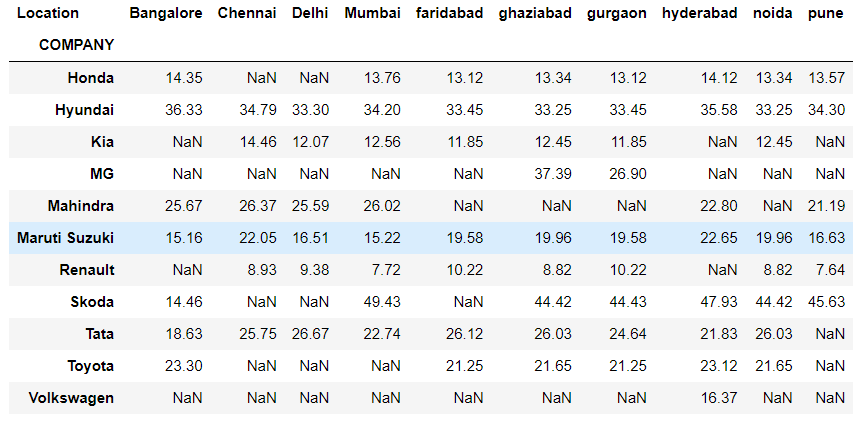 Location Bangalore Chennai Delhi Mumbai faridabad ghaziabad gurgaon hyderabad noida pune
COMPANY
Honda 14.35 NaN NaN 13.76 13.12 13.34 13.12 14.12 13.34 13.57
Hyundai 36.33 34.79 33.30 34.20 33.45 33.25 33.45 35.58 33.25 34.30
Kia NaN 14.46 12.07 12.56 11.85 12.45 11.85 NaN 12.45 NaN
MG NaN NaN NaN NaN NaN 37.39 26.90 NaN NaN NaN
Mahindra 25.67 26.37 25.59 26.02 NaN NaN NaN 22.80 NaN 21.19
Maruti Suzuki 15.16 22.05 16.51 15.22 19.58 19.96 19.58 22.65 19.96 16.63
Renault NaN 8.93 9.38 7.72 10.22 8.82 10.22 NaN 8.82 7.64
Skoda 14.46 NaN NaN 49.43 NaN 44.42 44.43 47.93 44.42 45.63
Tata 18.63 25.75 26.67 22.74 26.12 26.03 24.64 21.83 26.03 NaN
Toyota 23.30 NaN NaN NaN 21.25 21.65 21.25 23.12 21.65 NaN
Volkswagen NaN NaN NaN NaN NaN NaN NaN 16.37 NaN NaN